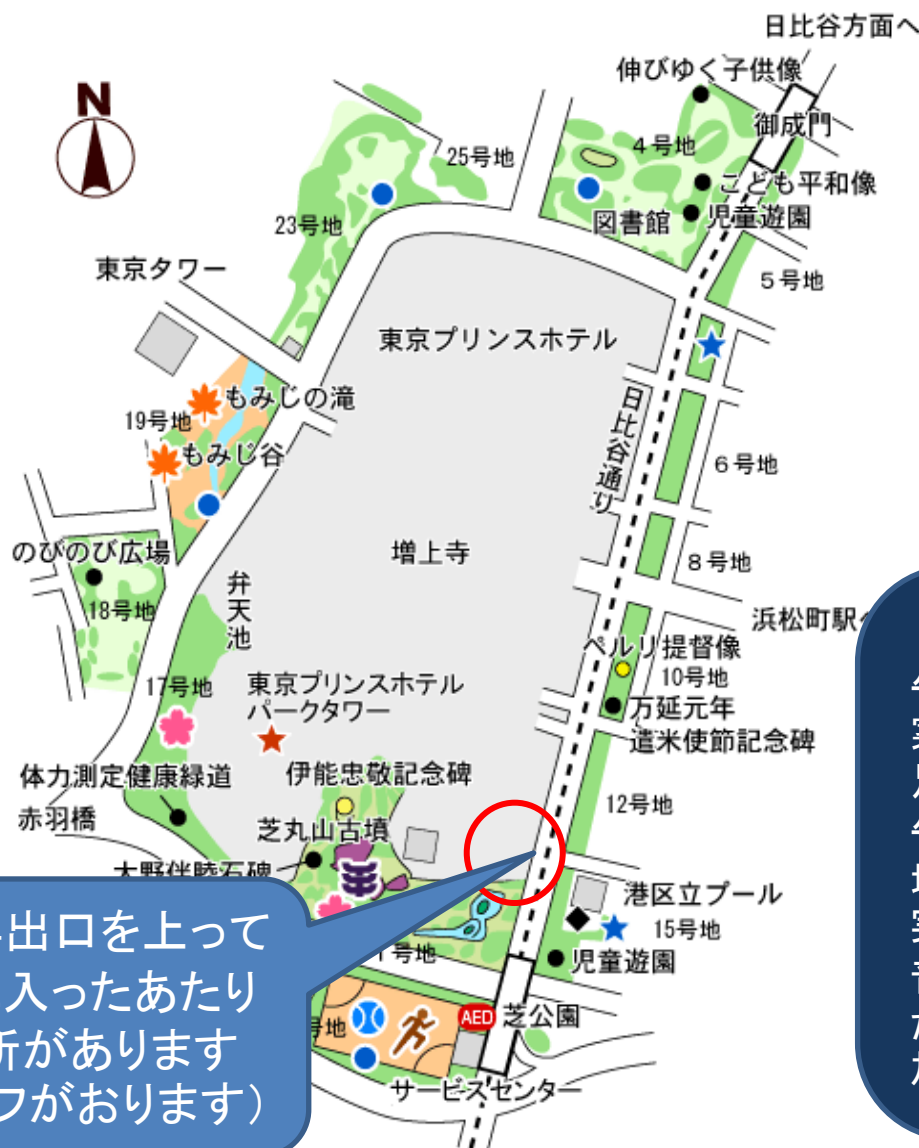 日比谷方面へ
伸びゆく子供像
N
御成門
4号地
25号地
こども平和像
図書館
児童遊園
23号地
東京タワー
5号地
東京プリンスホテル
もみじの滝
日比谷通り
19号地
もみじ谷
6号地
増上寺
のびのび広場
8号地
弁天池
18号地
浜松町駅
ペルリ提督像
17号地
東京プリンスホテル
パークタワー
10号地
万延元年
遣米使節記念碑
体力測定健康緑道
伊能忠敬記念碑
12号地
赤羽橋
芝丸山古墳
大野伴睦石碑
港区立プール
15号地
出口を上って
号地
児童遊園
入ったあたり
所があります
号地
AED
芝公園
フがおります）
サービスセンター